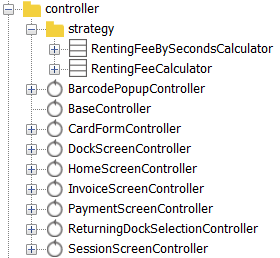 controller
strategy
RentingFeeBySecondsCalculator
RentingFeeCalculator
BarcodePopupController
BaseController
CardFormController
DockScreenController
HomeScreenController
InvoiceScreenController
PaymentScreenController
ReturningDockSelectionController
SessionScreenController